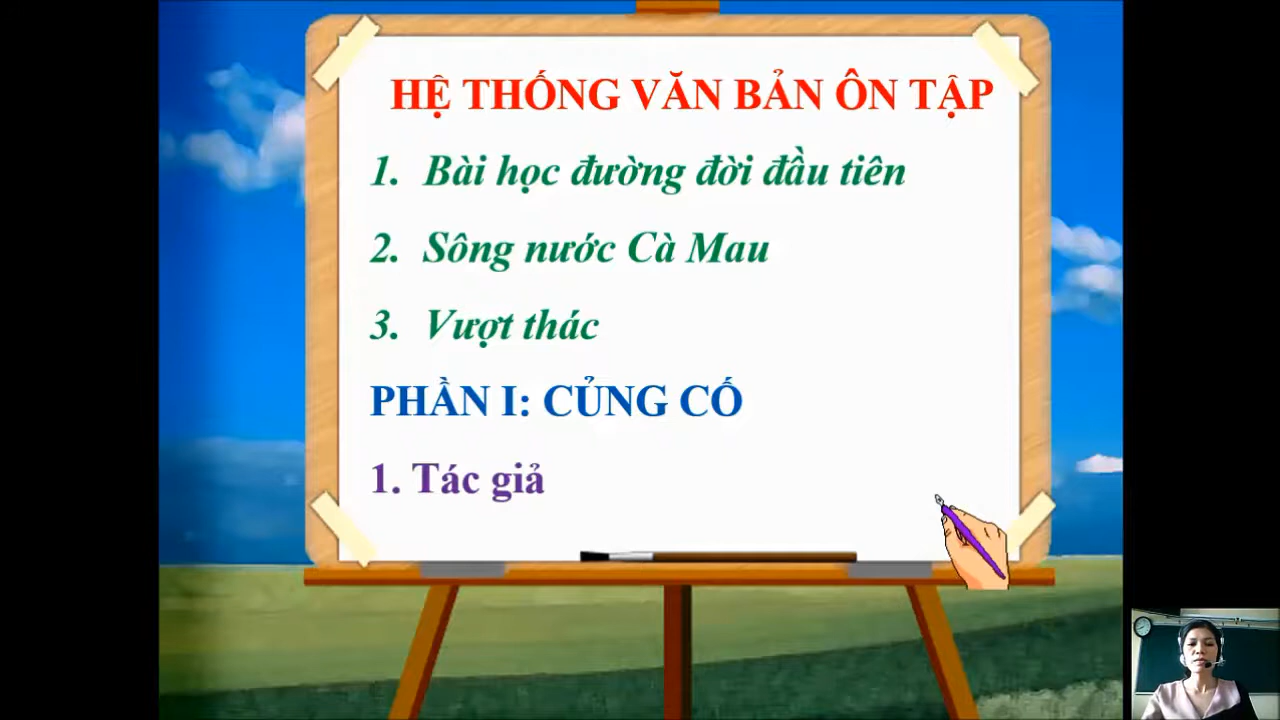 HỆ THỐNG VĂN BẢN ÔN TẬP
1. Bài học đường đời đầu tiên
2. Sông nước Cà Mau
3. Vượt thác
PHẦN I: CỦNG CỐ
1. Tác giả